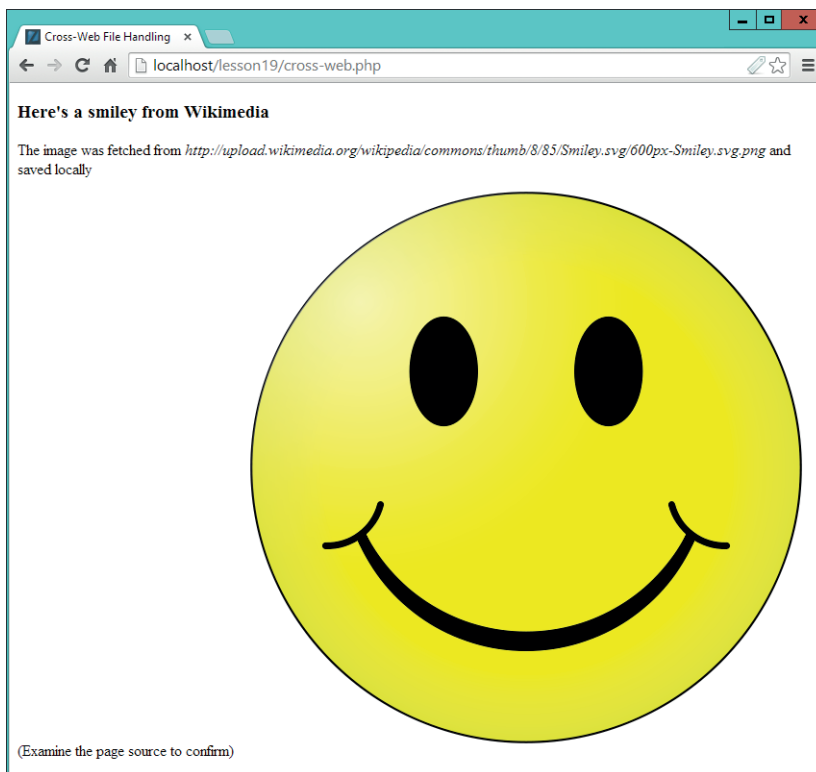 Cross-Web File Handling
localhost/lesson19/cross-web.php
Here's a smiley from Wikimedia
The image was fetched from http://upload.wikimedia.org/wikipedia/commons/thumb/8/85/Smiley.svg/600px-Smiley.svg.png and
saved locally
(Examine the page source to confirm)